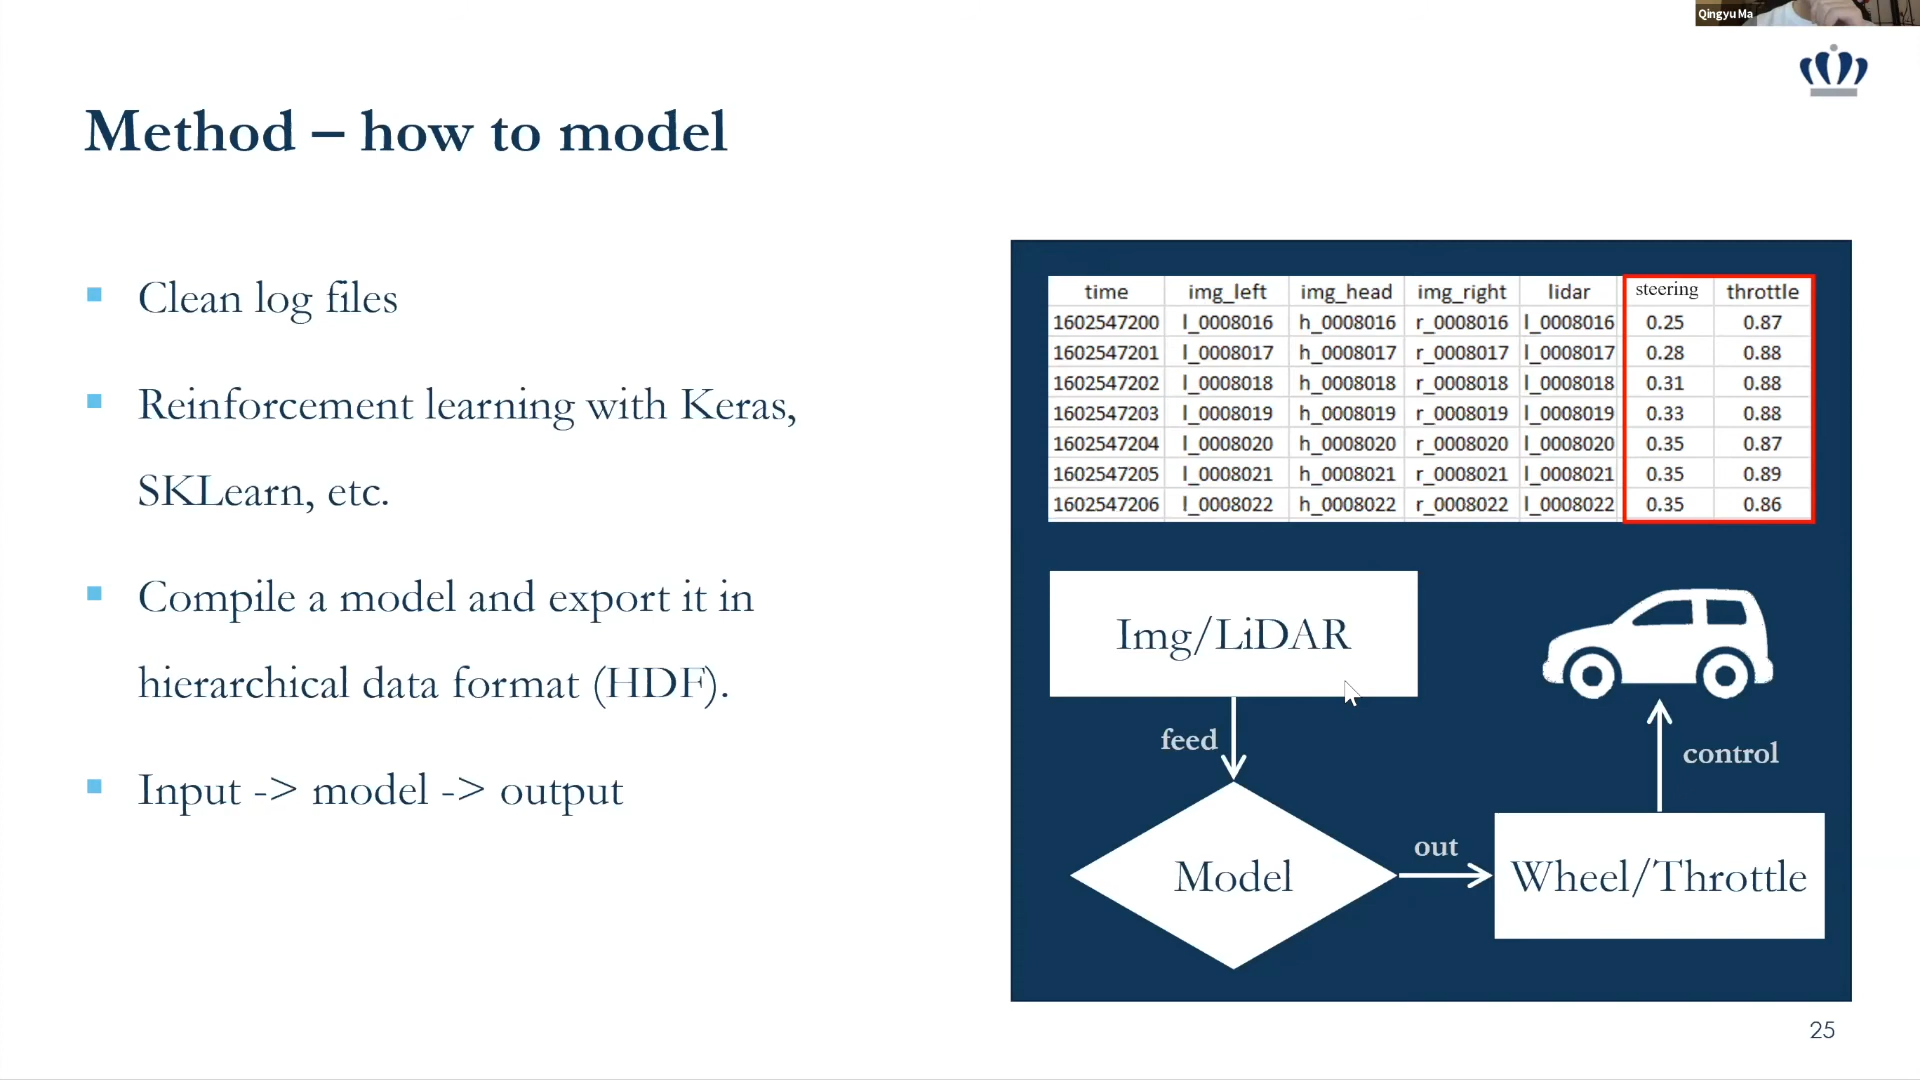 Qingyu Ma
Method – how to model
Clean log files
Reinforcement learning with Keras,
SKLearn, etc.
Compile a model and export it in
hierarchical data format (HDF).
Input -> model -> output
time img_left img_head img_right lidar steering throttle
1602547200 l_0008016 h_0008016 r_0008016 l_0008016 0.25 0.87
1602547201 l_0008017 h_0008017 r_0008017 l_0008017 0.28 0.88
1602547202 l_0008018 h_0008018 r_0008018 l_0008018 0.31 0.88
1602547203 l_0008019 h_0008019 r_0008019 l_0008019 0.33 0.88
1602547204 l_0008020 h_0008020 r_0008020 l_0008020 0.35 0.87
1602547205 l_0008021 h_0008021 r_0008021 l_0008021 0.35 0.89
1602547206 l_0008022 h_0008022 r_0008022 l_0008022 0.35 0.86
Img/LiDAR
feed
control
Model
out
Wheel/Throttle
25